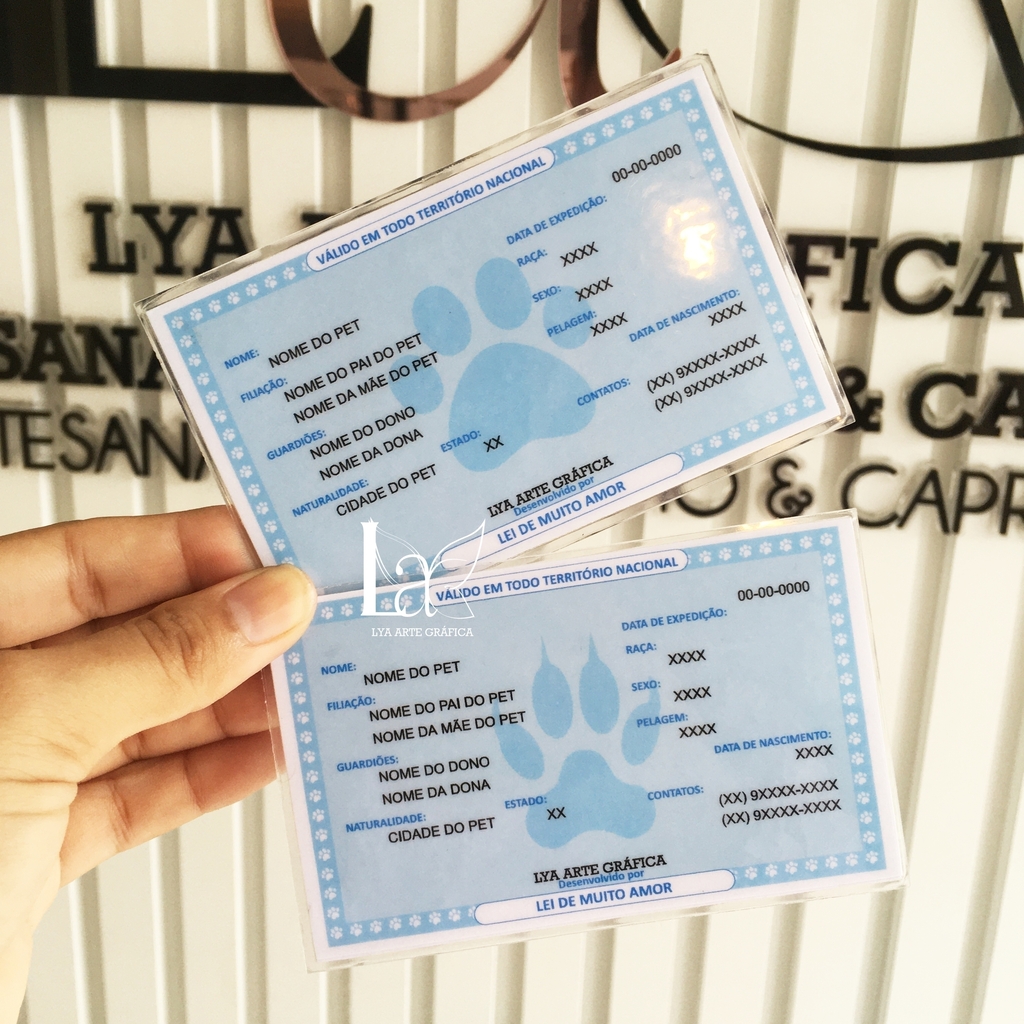 LYA
FICA
SANA
& CA
TESAN
O & CAPR
VÁLIDO EM TODO TERRITÓRIO NACIONAL
00-00-0000
DATA DE EXPEDIÇÃO:
NOME: NOME DO PET
RAÇA: XXXX
FILIAÇÃO: NOME DO PAI DO PET
NOME DA MÃE DO PET
SEXO: XXXX
PELAGEM: XXXX
GUARDIÕES: NOME DO DONO
NOME DA DONA
DATA DE NASCIMENTO:
XXXX
NATURALIDADE: CIDADE DO PET
ESTADO: XX
CONTATOS: (XX) 9XXXX-XXXX
(XX) 9XXXX-XXXX
LYA ARTE GRÁFICA
Desenvolvido por
LEI DE MUITO AMOR
La
LYA ARTE GRÁFICA
VÁLIDO EM TODO TERRITÓRIO NACIONAL
00-00-0000
DATA DE EXPEDIÇÃO:
NOME: NOME DO PET
RAÇA: XXXX
FILIAÇÃO: NOME DO PAI DO PET
NOME DA MÃE DO PET
SEXO: XXXX
PELAGEM: XXXX
GUARDIÕES: NOME DO DONO
NOME DA DONA
DATA DE NASCIMENTO:
XXXX
NATURALIDADE: CIDADE DO PET
ESTADO: XX
CONTATOS: (XX) 9XXXX-XXXX
(XX) 9XXXX-XXXX
LYA ARTE GRÁFICA
Desenvolvido por
LEI DE MUITO AMOR